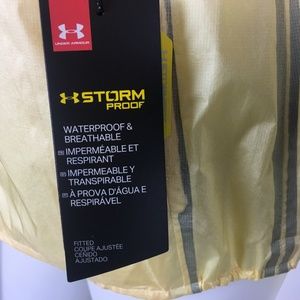 UNDER ARMOUR
STORM
PROOF
WATERPROOF &
BREATHABLE
IMPERMÉABLE ET
RESPIRANT
IMPERMEABLE Y
TRANSPIRABLE
À PROVA D'ÁGUA E
RESPIRÁVEL
FITTED
COUPE AJUSTÉE
CEÑIDO
AJUSTADO